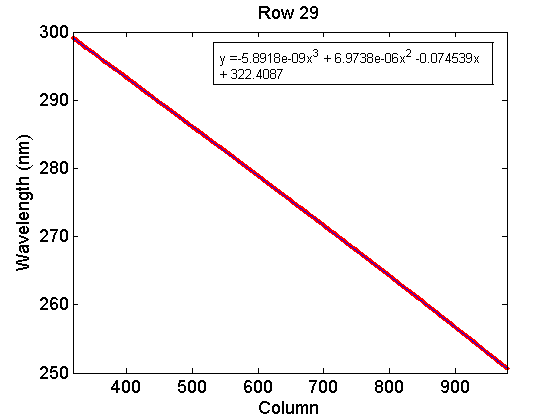 Row 29
300
y =-5.8918e-09x³ + 6.9738e-06x² -0.074539x
+ 322.4087
290
280
270
260
250
Wavelength (nm)
400 500 600 700 800 900
Column